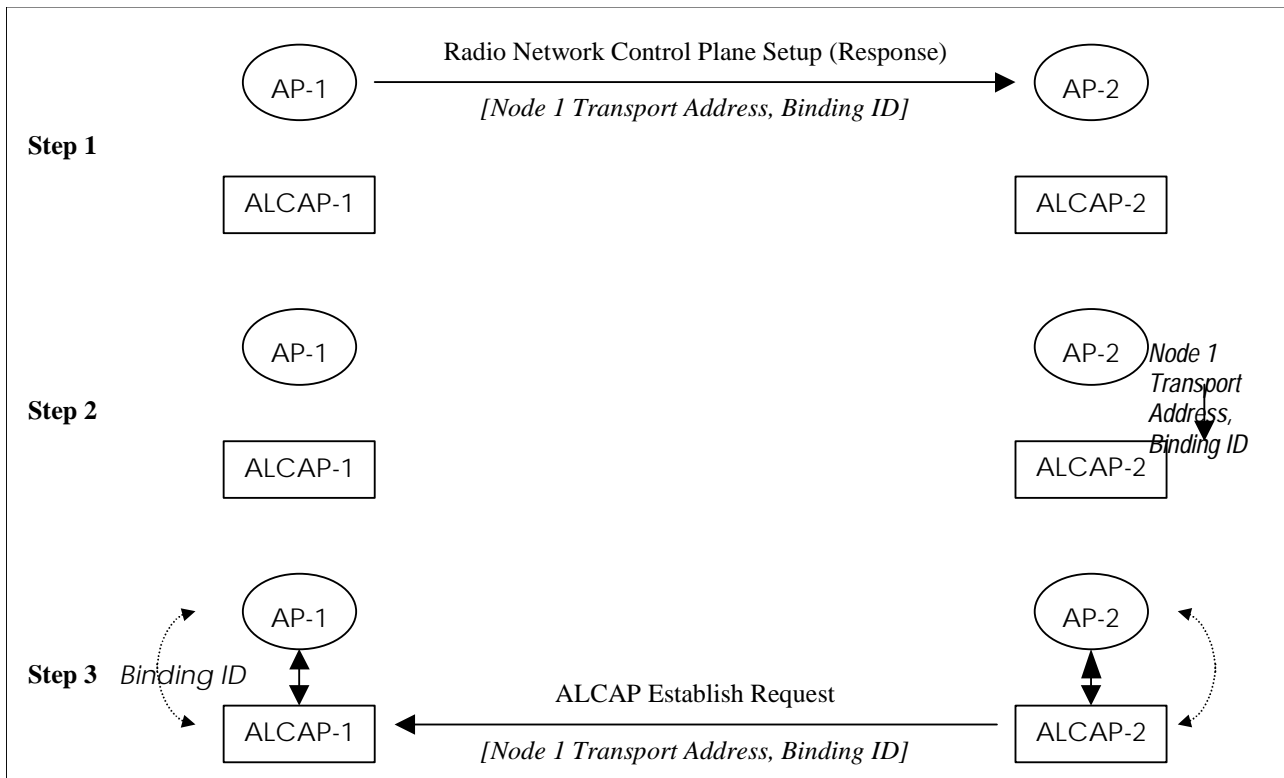 Radio Network Control Plane Setup (Response)
AP-1
AP-2
[Node 1 Transport Address, Binding ID]
Step 1
ALCAP-1
ALCAP-2
AP-1
AP-2
Node 1
Transport
Address,
Binding ID
Step 2
ALCAP-1
ALCAP-2
AP-1
AP-2
Step 3
Binding ID
ALCAP Establish Request
ALCAP-1
ALCAP-2
[Node 1 Transport Address, Binding ID]